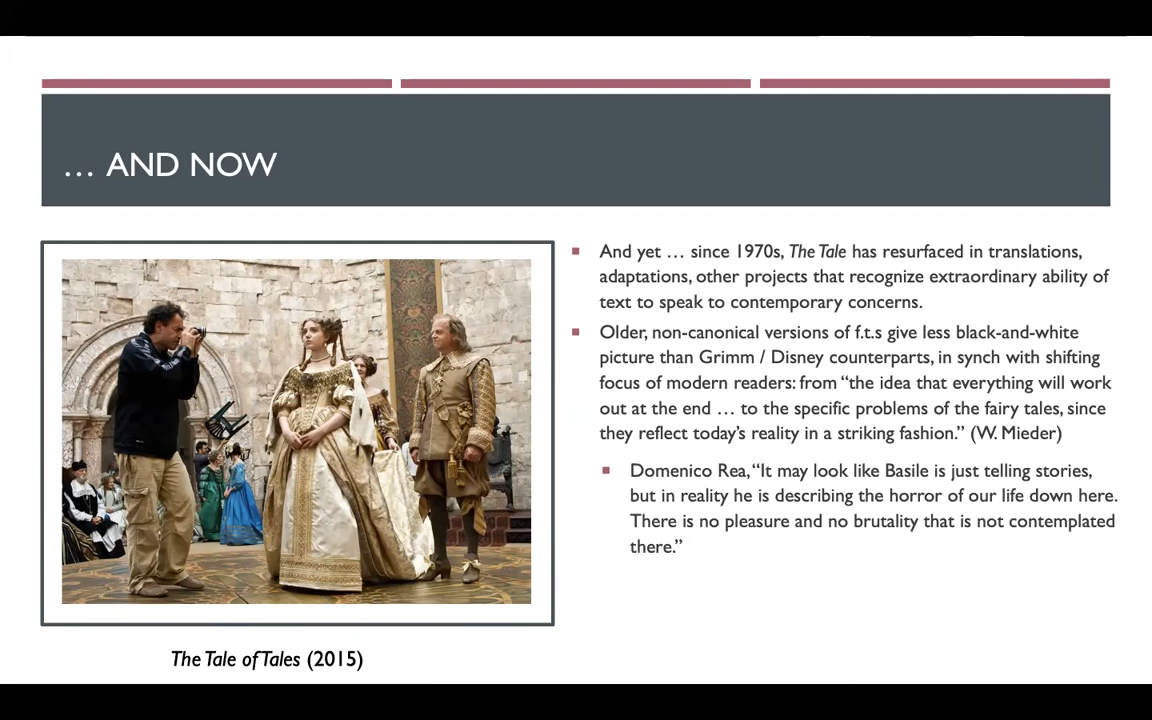 … AND NOW
And yet … since 1970s, The Tale has resurfaced in translations,
adaptations, other projects that recognize extraordinary ability of
text to speak to contemporary concerns.
Older, non-canonical versions of f.t.s give less black-and-white
picture than Grimm / Disney counterparts, in synch with shifting
focus of modern readers: from “the idea that everything will work
out at the end … to the specific problems of the fairy tales, since
they reflect today’s reality in a striking fashion.” (W. Mieder)
Domenico Rea, “It may look like Basile is just telling stories,
but in reality he is describing the horror of our life down here.
There is no pleasure and no brutality that is not contemplated
there.”
The Tale of Tales (2015)